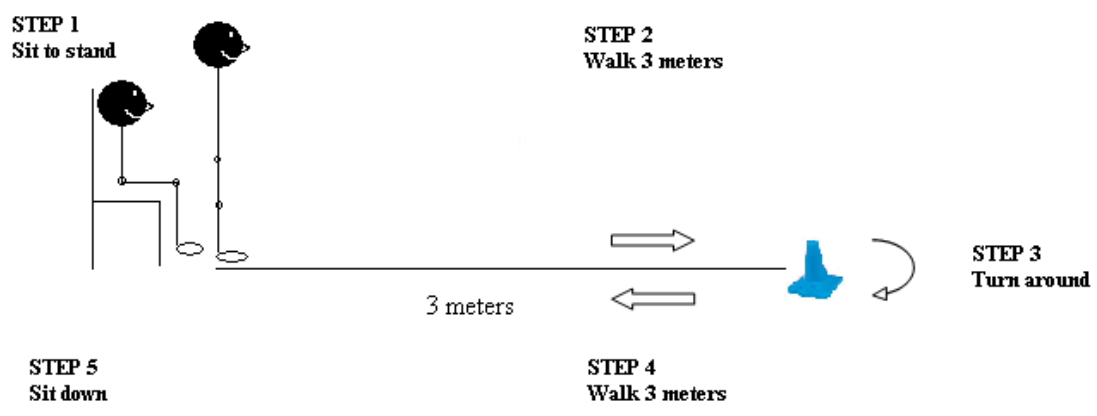 STEP 1
Sit to stand
STEP 2
Walk 3 meters
STEP 3
Turn around
3 meters
STEP 5
Sit down
STEP 4
Walk 3 meters